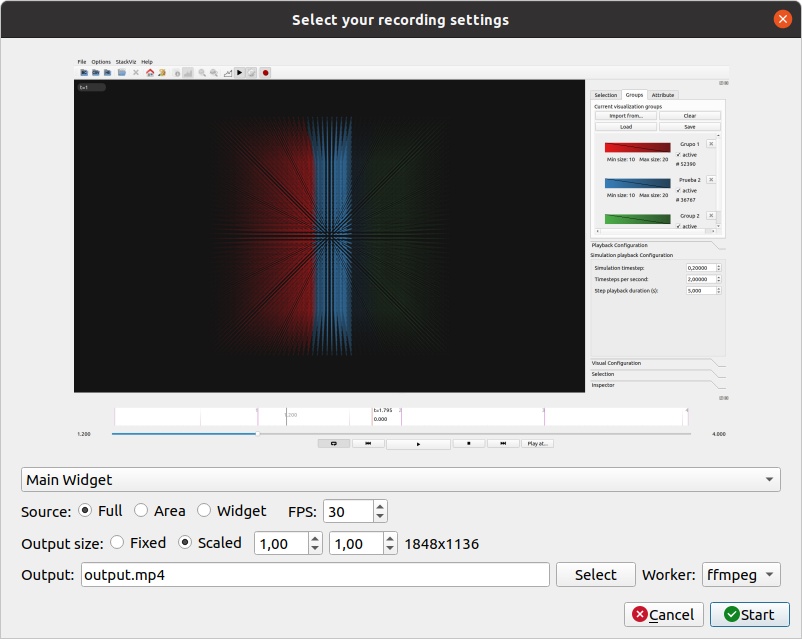 Select your recording settings
File Options StackViz Help
t=1
Selection Groups Attribute
Current visualization groups
Import from... Clear
Load Save
Grupo 1
Min size: 10 Max size: 20
active
# 52390
Prueba 2
Min size: 10 Max size: 20
active
# 36767
Group 2
active
Playback Configuration
Simulation playback Configuration
Simulation timestep: 0,20000
Timesteps per second: 2,00000
Step playback duration (s): 5,000
Visual Configuration
Selection
Inspector
1.200
t=1.795
0.000
2
3
4
1.200 4.000
Play at...
Main Widget
Source: Full Area Widget FPS: 30
Output size: Fixed Scaled 1,00 1,00 1848x1136
Output: output.mp4 Select Worker: ffmpeg
Cancel Start